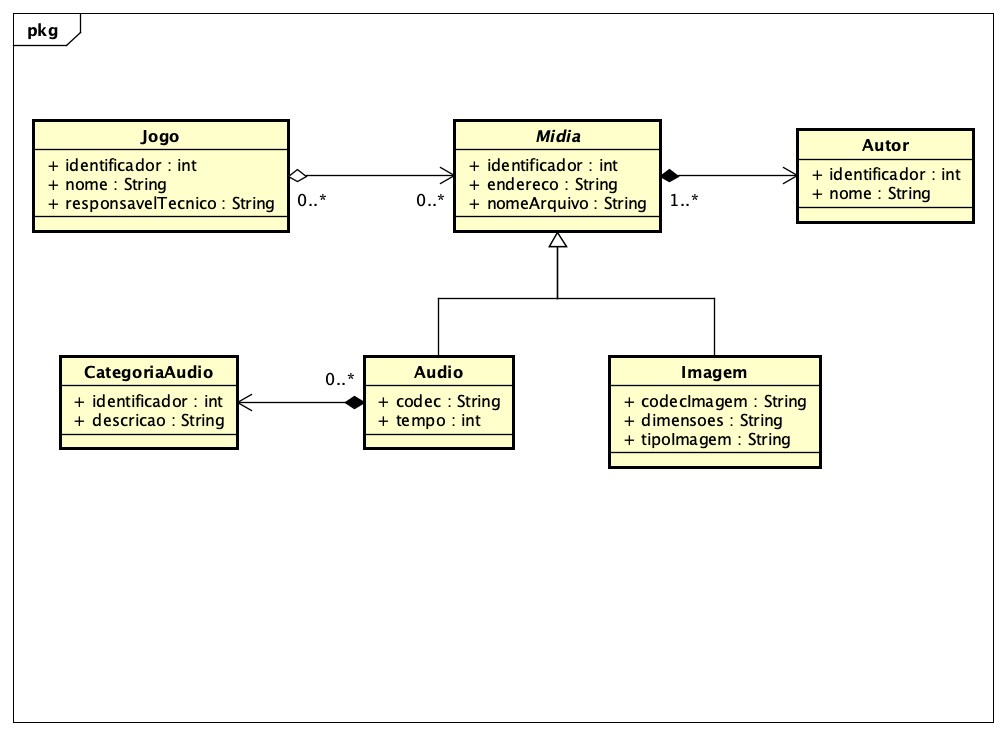 pkg
Jogo
+ identificador : int
+ nome : String
+ responsavelTecnico : String
0..*
0..*
Midia
+ identificador : int
+ endereco : String
+ nomeArquivo : String
1..*
Autor
+ identificador : int
+ nome : String
CategoriaAudio
+ identificador : int
+ descricao : String
0..*
Audio
+ codec : String
+ tempo : int
Imagem
+ codecImagem : String
+ dimensoes : String
+ tipoImagem : String